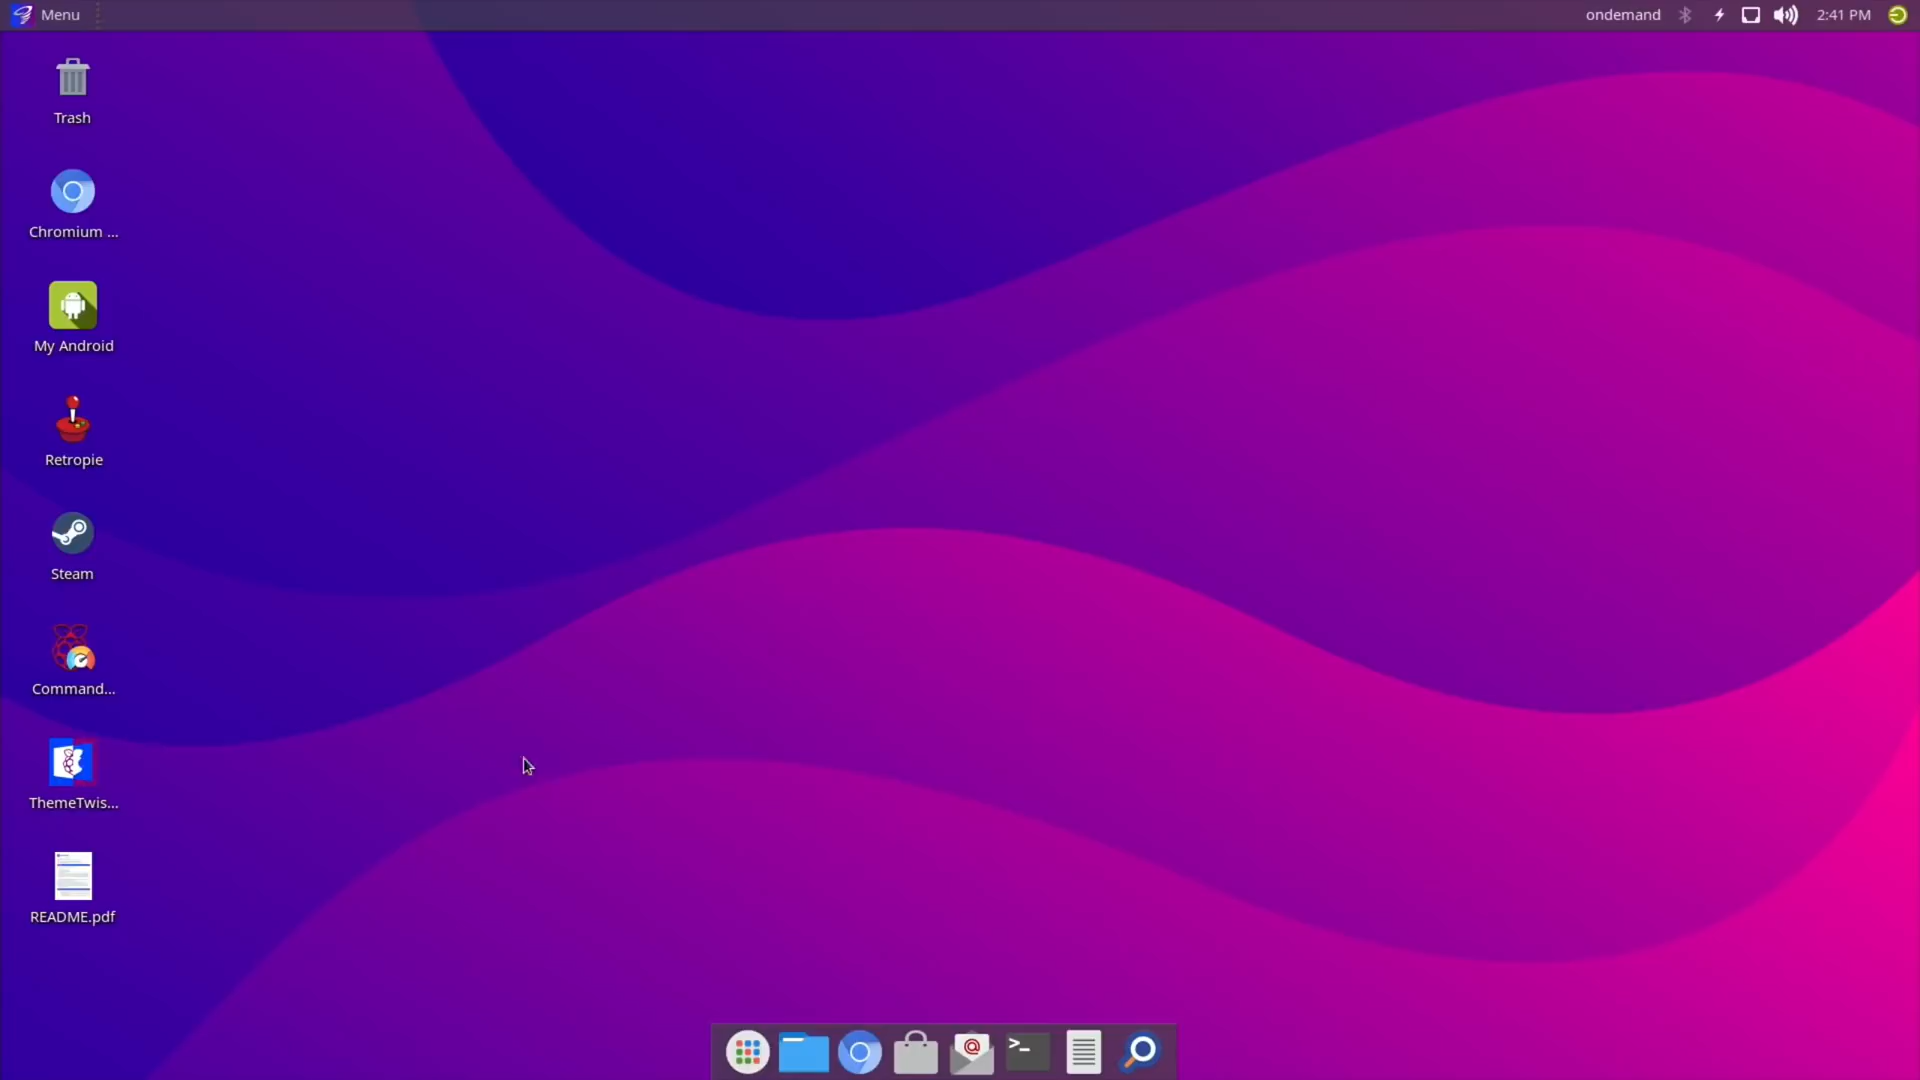 Menu
ondemand
2:41 PM
Trash
Chromium ...
My Android
Retropie
Steam
Command...
ThemeTwis...
README.pdf
>_
@